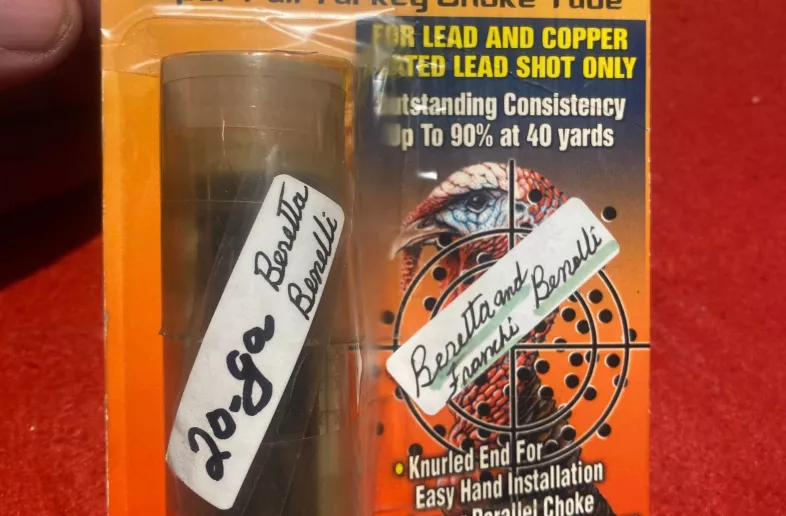 Turkey Choke Tube
FOR LEAD AND COPPER
LEAD SHOT ONLY
Outstanding Consistency
Up To 90% at 40 yards
20-ga
Beretta
Benelli
Beretta and
Franchi
Benelli
• Knurled End For
Easy Hand Installation
Parallel Choke